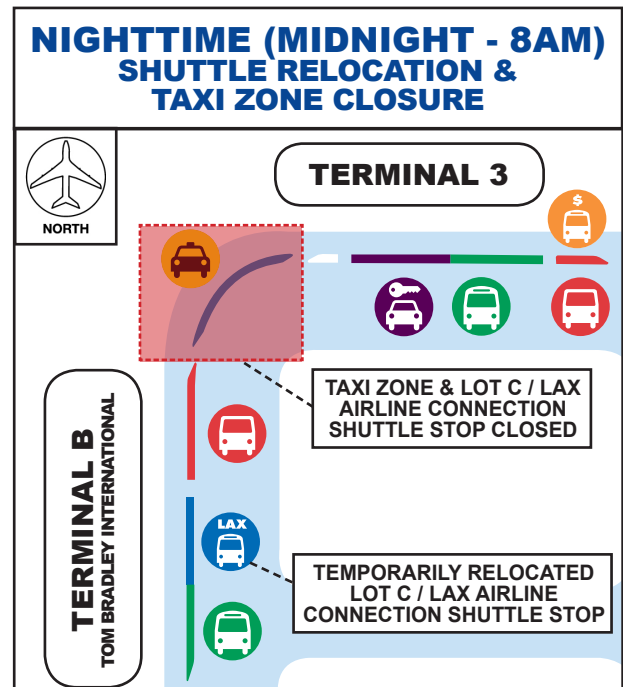 NIGHTTIME (MIDNIGHT - 8AM)
SHUTTLE RELOCATION &
TAXI ZONE CLOSURE
NORTH
TERMINAL 3
$
TAXI ZONE & LOT C / LAX
AIRLINE CONNECTION
SHUTTLE STOP CLOSED
TERMINAL B
TOM BRADLEY INTERNATIONAL
LAX
TEMPORARILY RELOCATED
LOT C / LAX AIRLINE
CONNECTION SHUTTLE STOP